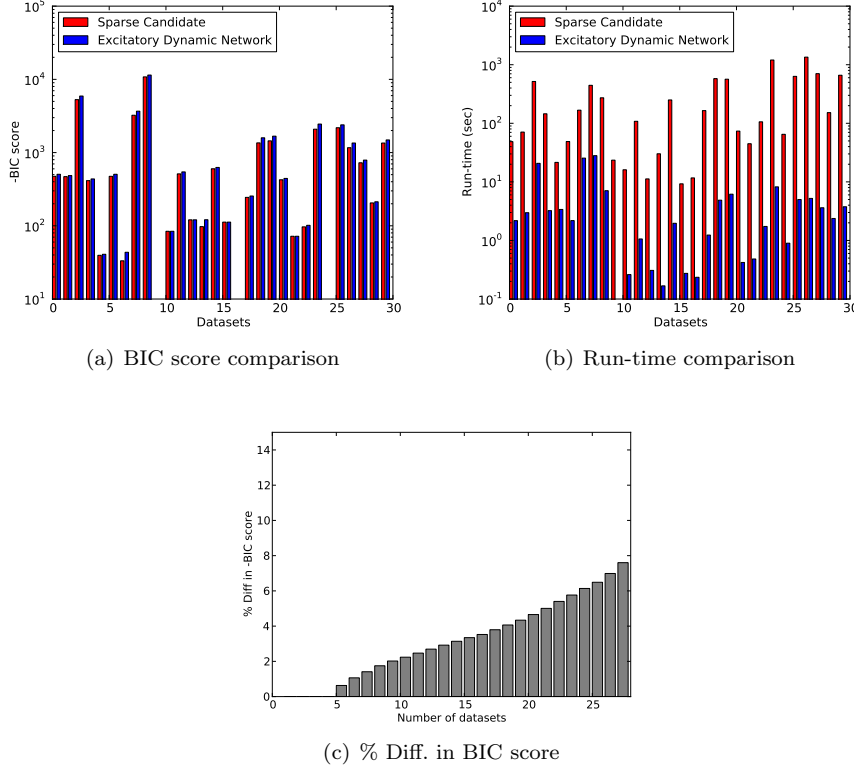 10^5
10^4
10^3
10^2
10^1
-BIC score
Sparse Candidate
Excitatory Dynamic Network
0 5 10 15 20 25 30
Datasets
(a) BIC score comparison
10^4
10^3
10^2
10^1
10^0
10^-1
Run-time (sec)
Sparse Candidate
Excitatory Dynamic Network
0 5 10 15 20 25 30
Datasets
(b) Run-time comparison
14
12
10
8
6
4
2
0
% Diff in -BIC score
0 5 10 15 20 25
Number of datasets
(c) % Diff. in BIC score